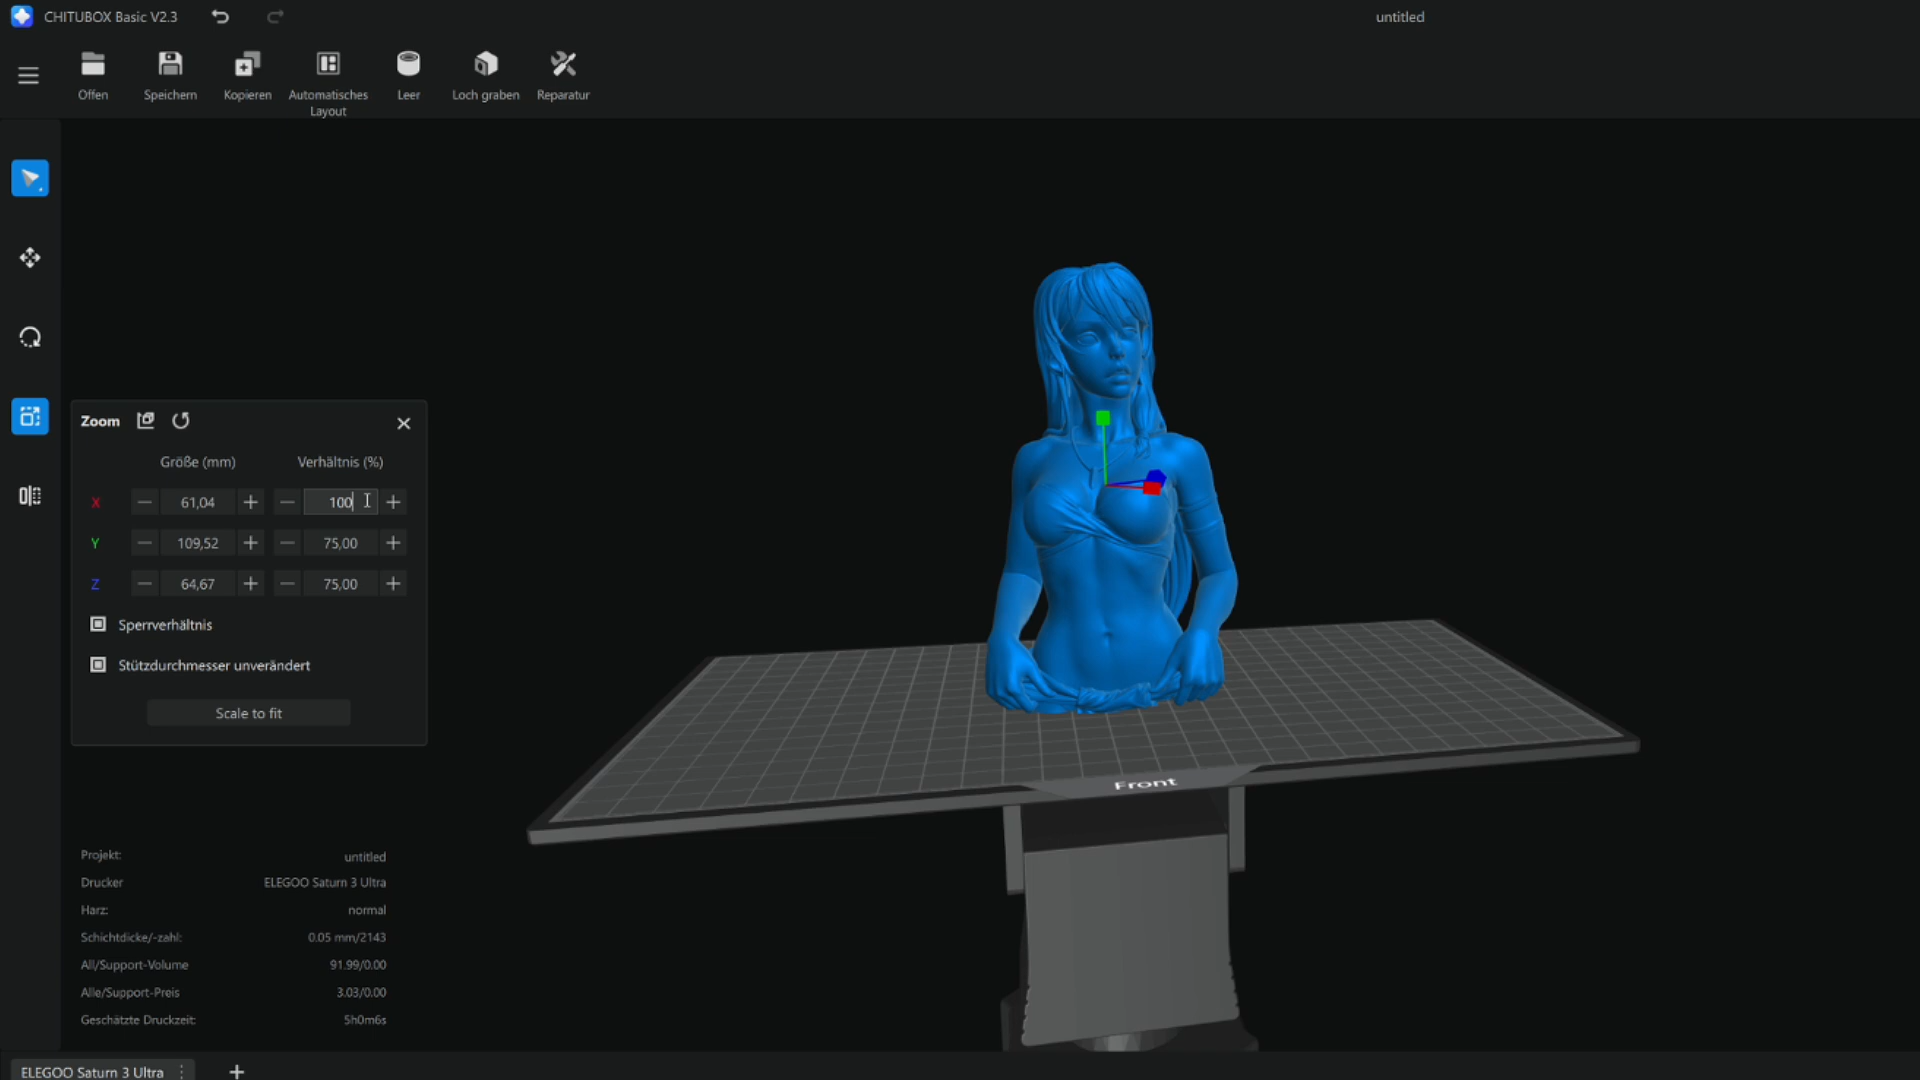 CHITUBOX Basic V2.3
untitled
Offen
Speichern
Kopieren
Automatisches
Layout
Leer
Loch graben
Reparatur
Zoom
Größe (mm)
Verhältnis (%)
X
61,04
100
Y
109,52
75,00
Z
64,67
75,00
Sperrverhältnis
Stützdurchmesser unverändert
Scale to fit
Front
Projekt:
untitled
Drucker
ELEGOO Saturn 3 Ultra
Harz:
normal
Schichtdicke/-zahl:
0.05 mm/2143
All/Support-Volume
91.99/0.00
Alle/Support-Preis
3.03/0.00
Geschätzte Druckzeit:
5h0m6s
ELEGOO Saturn 3 Ultra